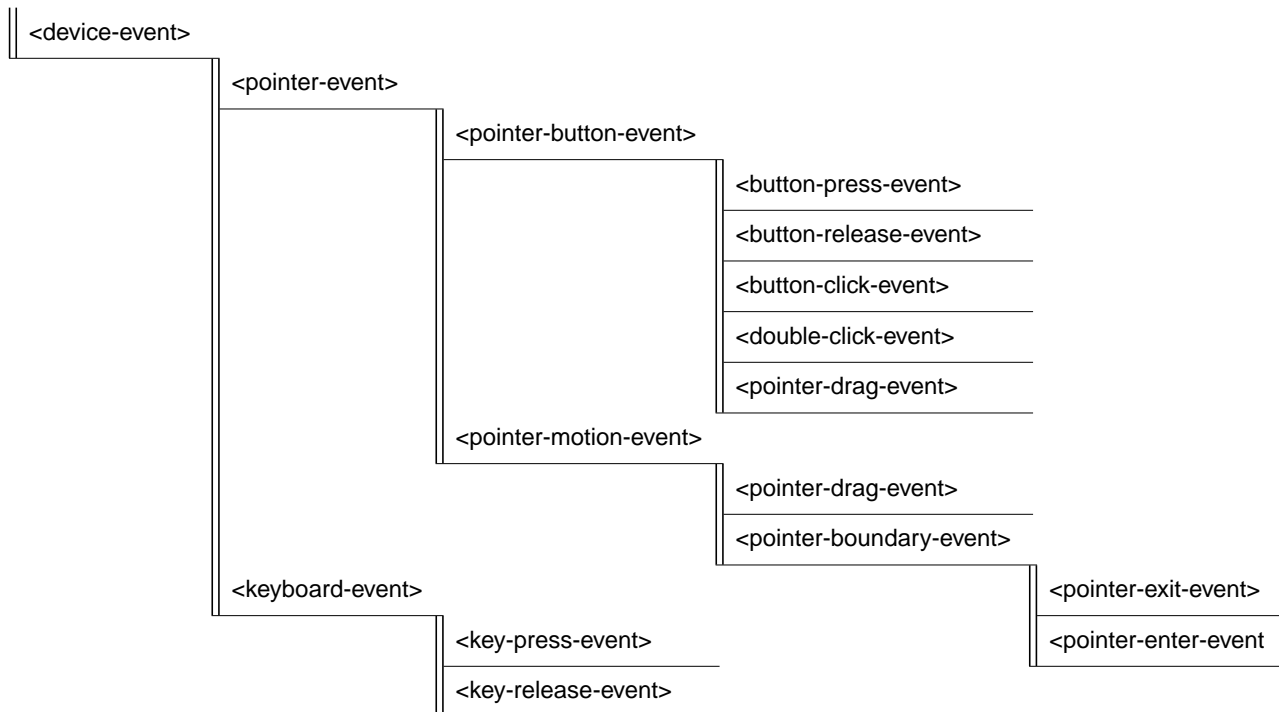 <device-event>
<pointer-event>
<pointer-button-event>
<button-press-event>
<button-release-event>
<button-click-event>
<double-click-event>
<pointer-drag-event>
<pointer-motion-event>
<pointer-drag-event>
<pointer-boundary-event>
<keyboard-event>
<pointer-exit-event>
<key-press-event>
<pointer-enter-event
<key-release-event>